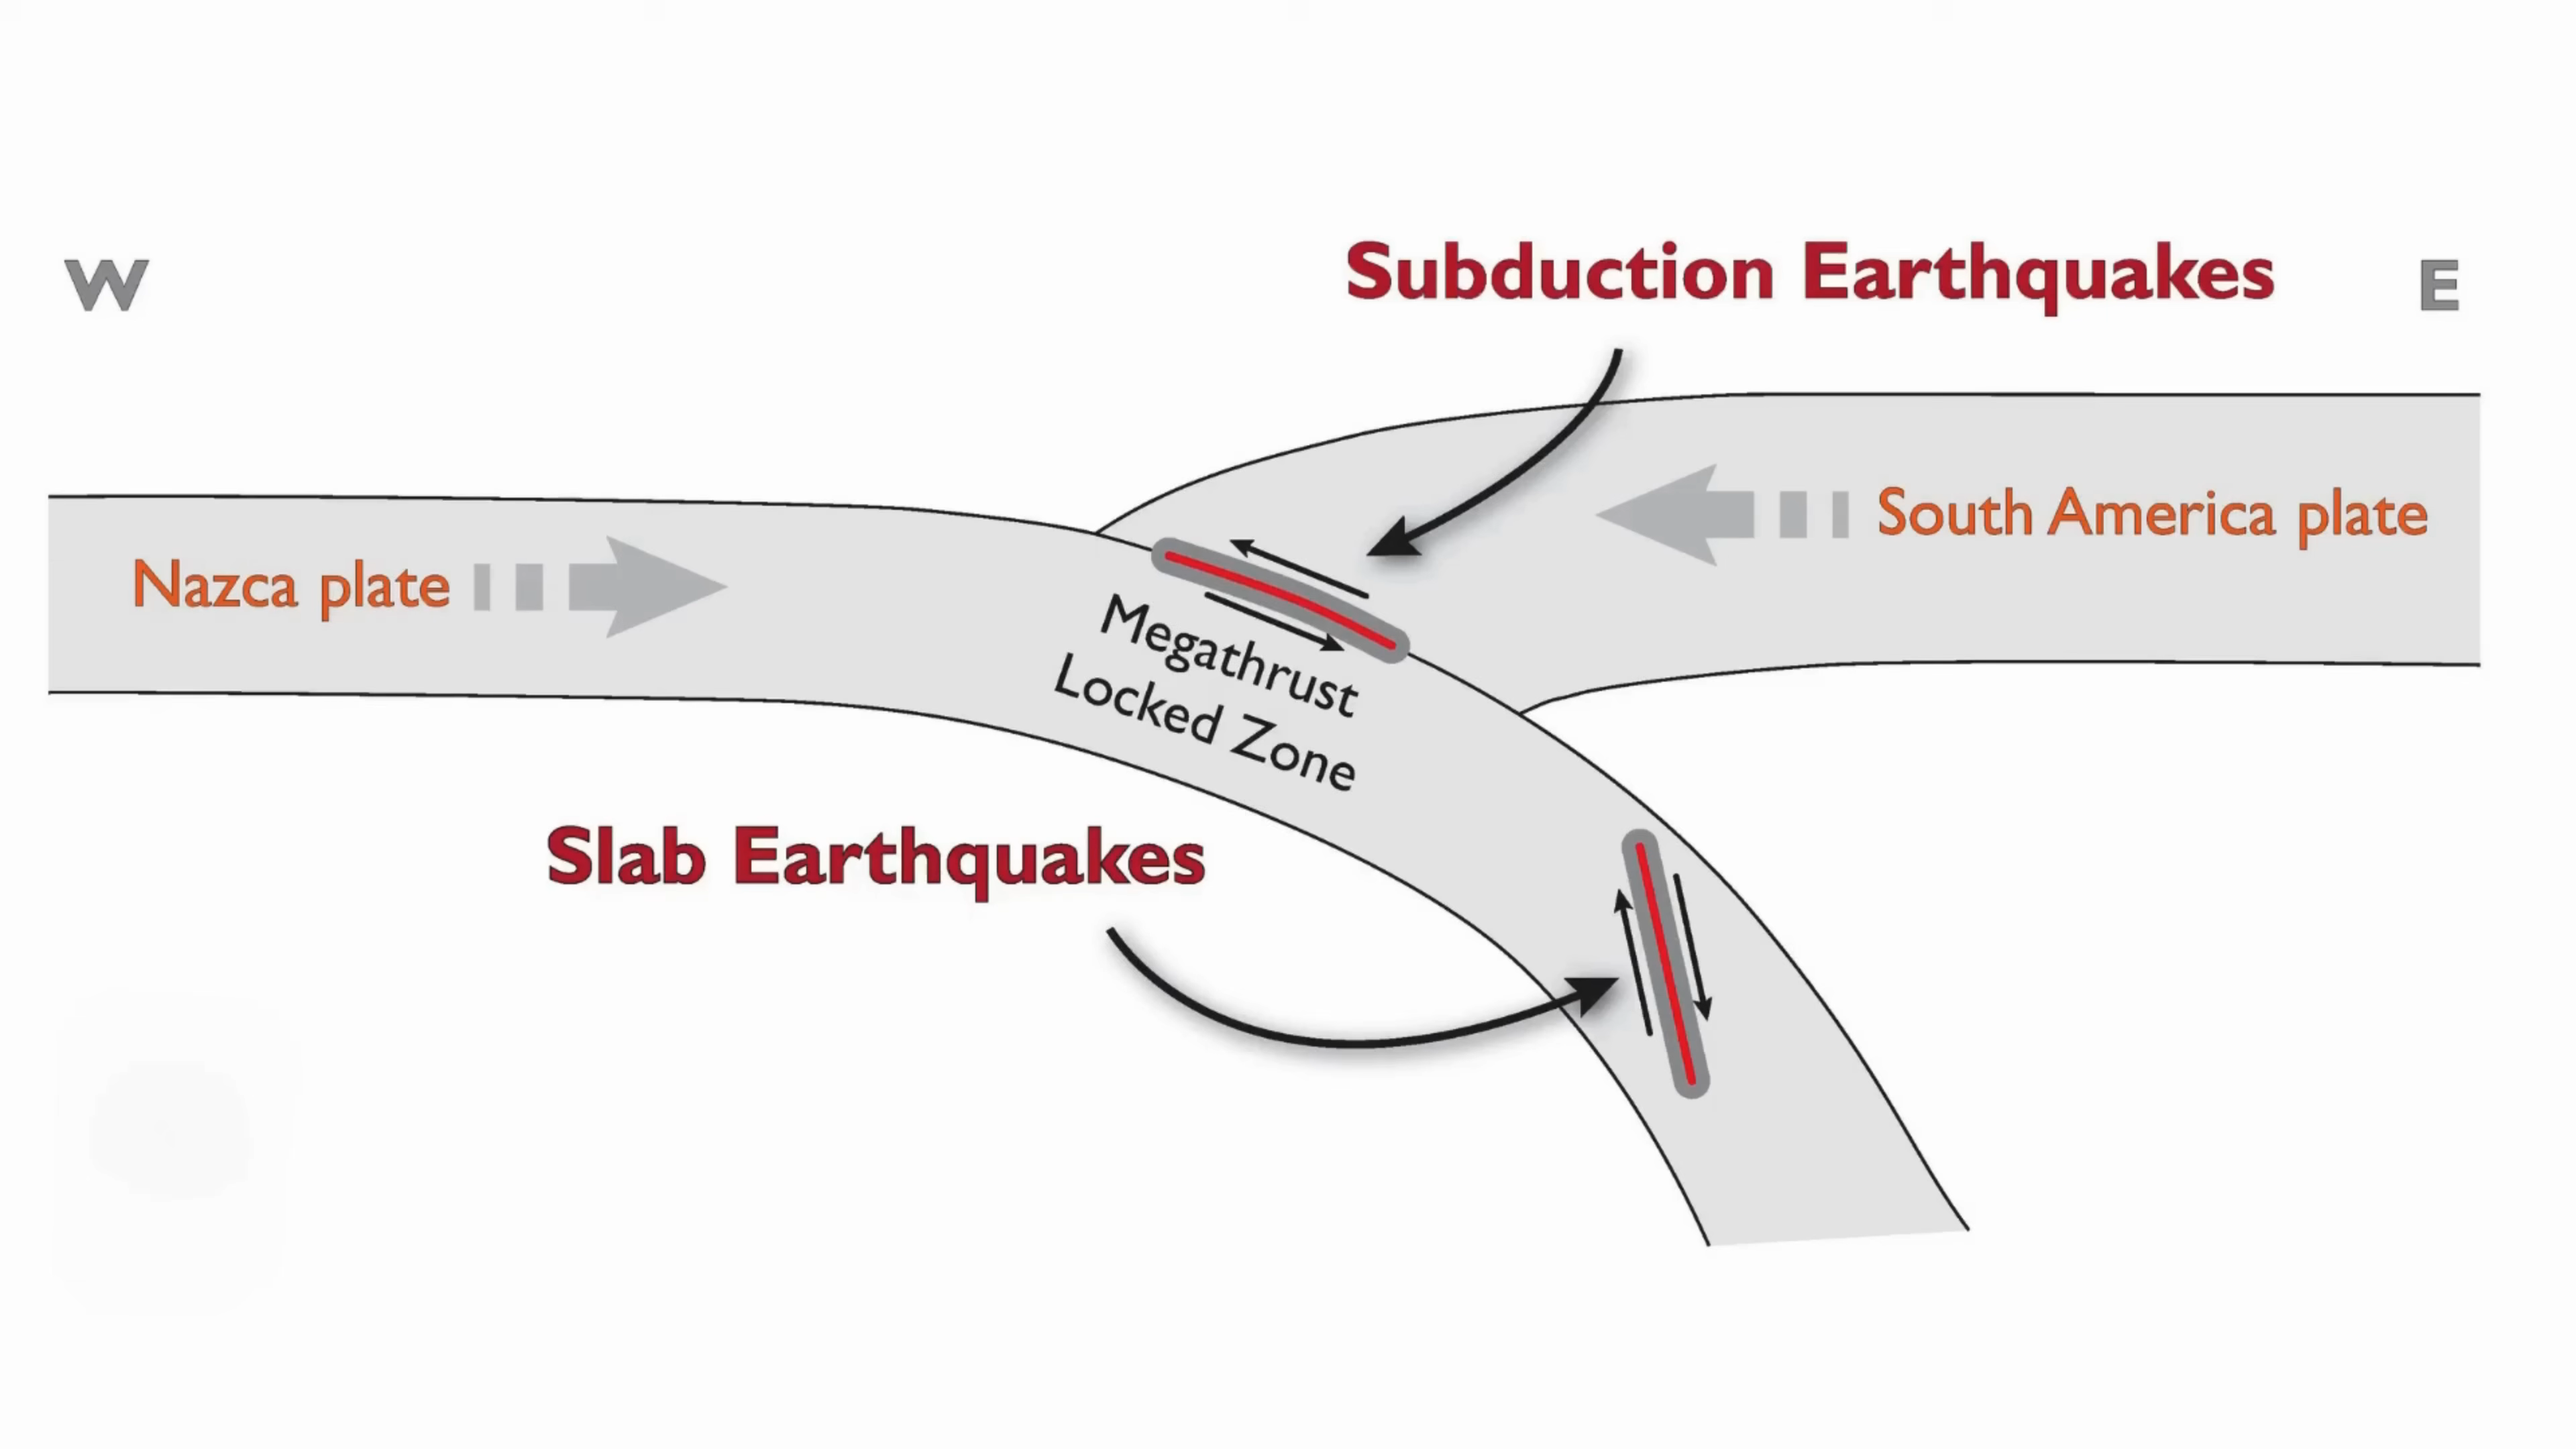 Subduction Earthquakes
W
E
South America plate
Nazca plate
Megathrust
Locked Zone
Slab Earthquakes